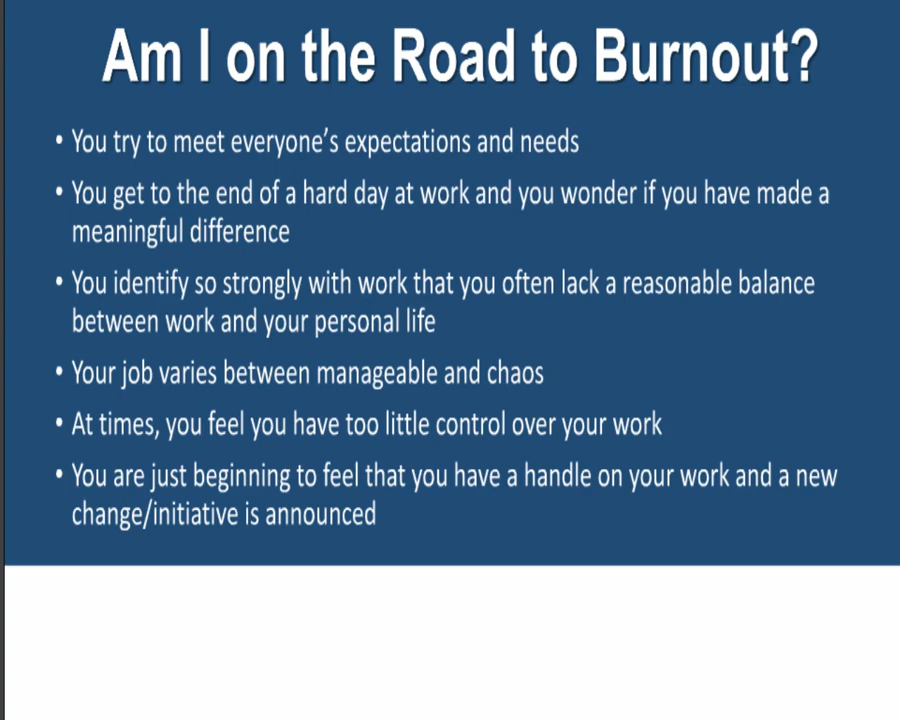 Am I on the Road to Burnout?
• You try to meet everyone’s expectations and needs
• You get to the end of a hard day at work and you wonder if you have made a
meaningful difference
• You identify so strongly with work that you often lack a reasonable balance
between work and your personal life
• Your job varies between manageable and chaos
• At times, you feel you have too little control over your work
• You are just beginning to feel that you have a handle on your work and a new
change/initiative is announced